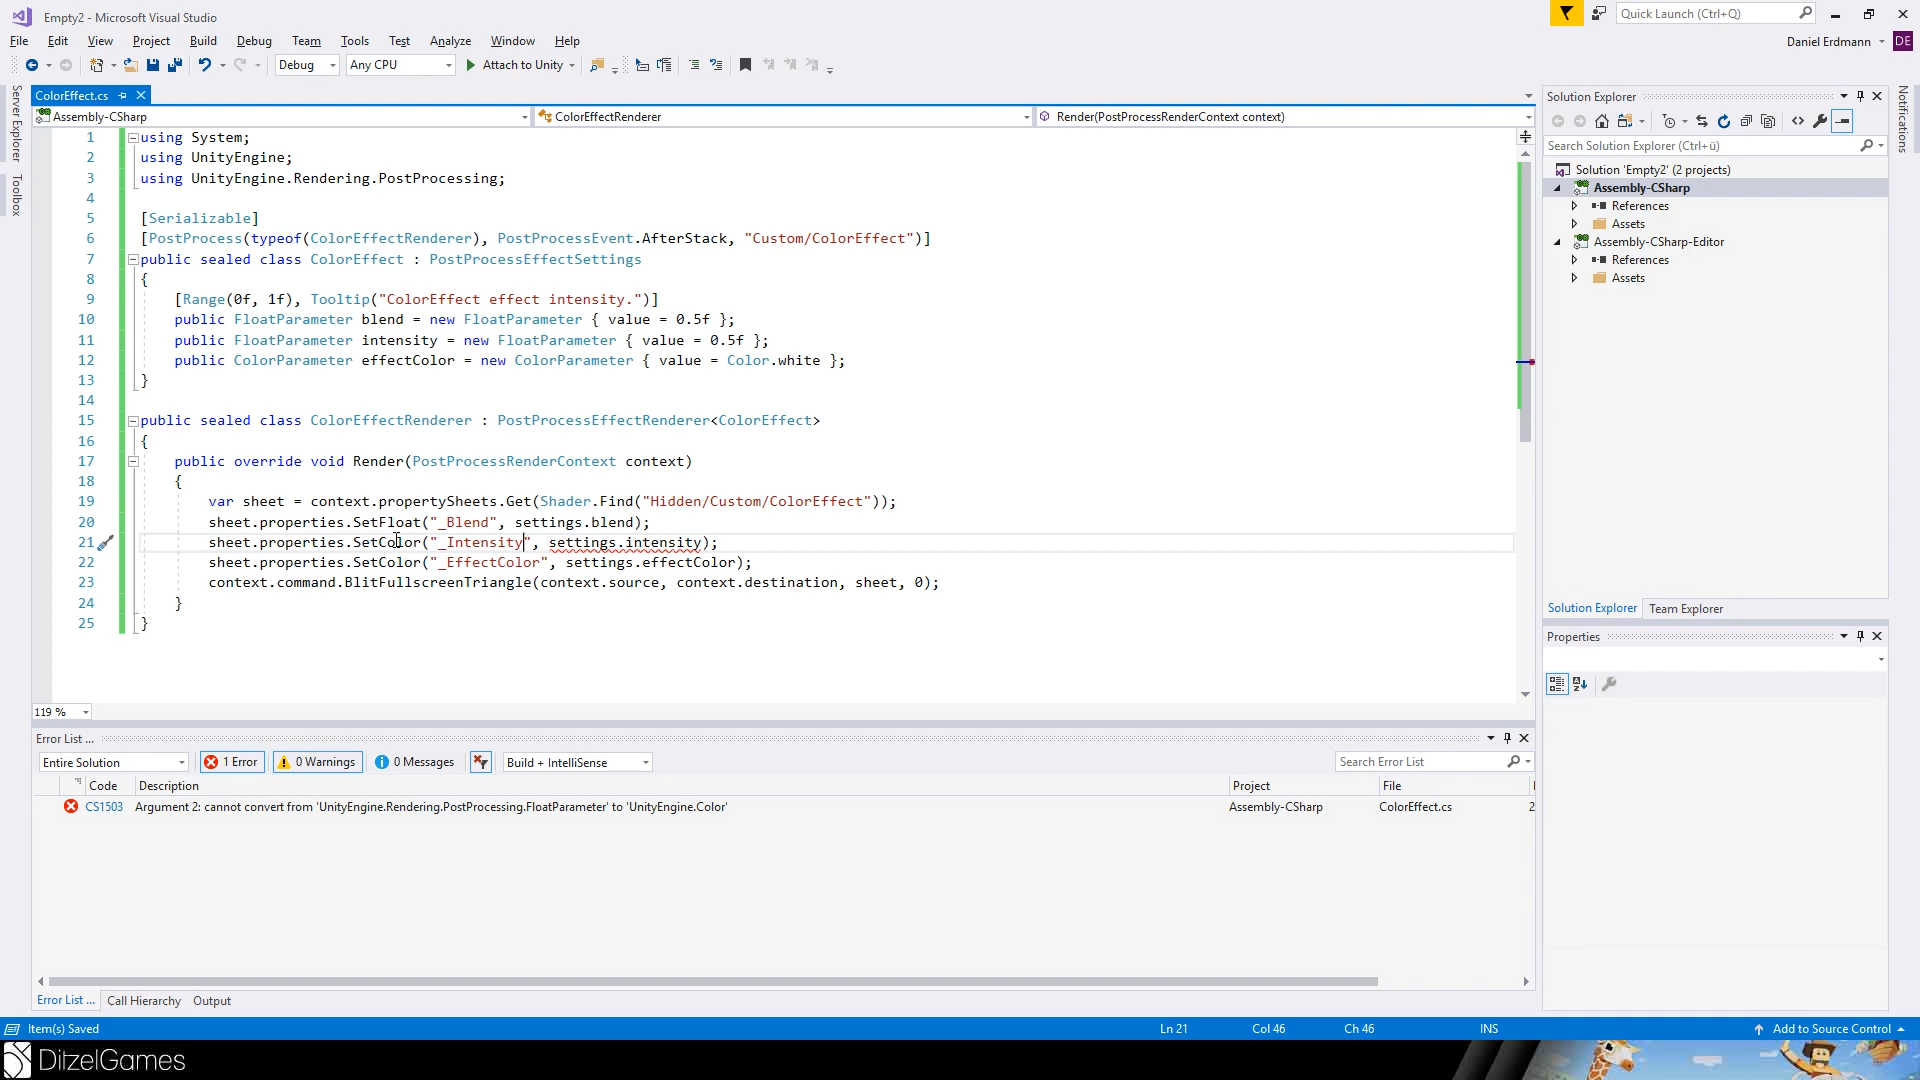 Empty2 - Microsoft Visual Studio
Quick Launch (Ctrl+Q)
File Edit View Project Build Debug Team Tools Test Analyze Window Help
Daniel Erdmann DE
Debug Any CPU Attach to Unity
Server Explorer
Toolbox
Notifications
ColorEffect.cs
Assembly-CSharp ColorEffectRenderer Render(PostProcessRenderContext context)
1 using System;
2 using UnityEngine;
3 using UnityEngine.Rendering.PostProcessing;
4
5 [Serializable]
6 [PostProcess(typeof(ColorEffectRenderer), PostProcessEvent.AfterStack, "Custom/ColorEffect")]
7 public sealed class ColorEffect : PostProcessEffectSettings
8 {
9 [Range(0f, 1f), Tooltip("ColorEffect effect intensity.")]
10 public FloatParameter blend = new FloatParameter { value = 0.5f };
11 public FloatParameter intensity = new FloatParameter { value = 0.5f };
12 public ColorParameter effectColor = new ColorParameter { value = Color.white };
13 }
14
15 public sealed class ColorEffectRenderer : PostProcessEffectRenderer<ColorEffect>
16 {
17 public override void Render(PostProcessRenderContext context)
18 {
19 var sheet = context.propertySheets.Get(Shader.Find("Hidden/Custom/ColorEffect"));
20 sheet.properties.SetFloat("_Blend", settings.blend);
21 sheet.properties.SetColor("_Intensity", settings.intensity);
22 sheet.properties.SetColor("_EffectColor", settings.effectColor);
23 context.command.BlitFullscreenTriangle(context.source, context.destination, sheet, 0);
24 }
25 }
119 %
Solution Explorer
Search Solution Explorer (Ctrl+ü)
Solution 'Empty2' (2 projects)
Assembly-CSharp
References
Assets
Assembly-CSharp-Editor
References
Assets
Solution Explorer Team Explorer
Properties
Error List ...
Entire Solution 1 Error 0 Warnings 0 Messages Build + IntelliSense Search Error List
Code Description Project File
CS1503 Argument 2: cannot convert from 'UnityEngine.Rendering.PostProcessing.FloatParameter' to 'UnityEngine.Color' Assembly-CSharp ColorEffect.cs 2
Error List ... Call Hierarchy Output
Item(s) Saved Ln 21 Col 46 Ch 46 INS Add to Source Control
DitzelGames